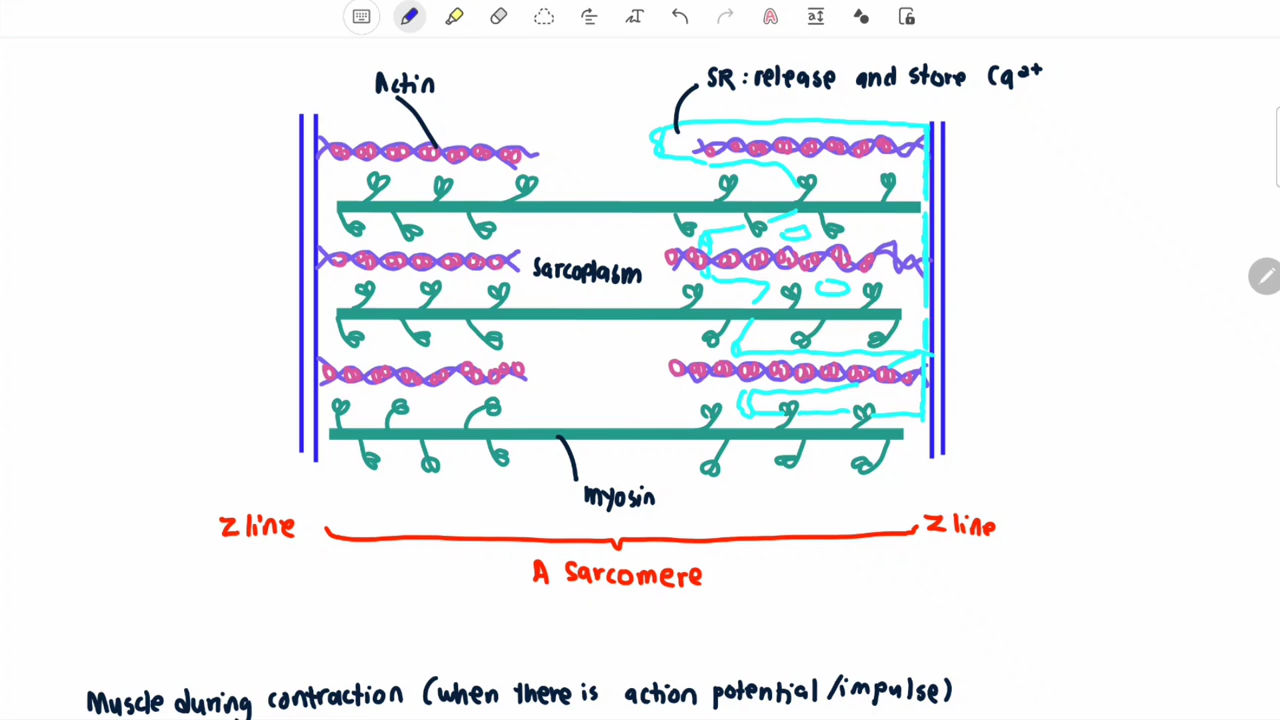 Actin
SR: release and store Ca²⁺
sarcoplasm
myosin
Z line
Z line
A sarcomere
Muscle during contraction (when there is action potential/impulse)